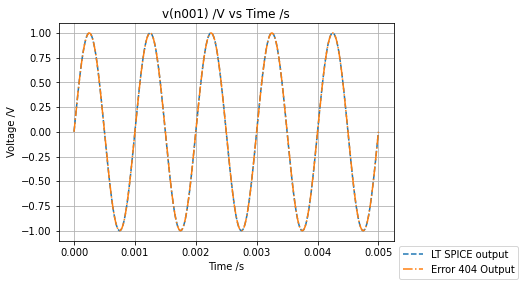 v(n001) /V vs Time /s
1.00
0.75
0.50
0.25
0.00
−0.25
−0.50
−0.75
−1.00
Voltage /V
0.000 0.001 0.002 0.003 0.004 0.005
Time /s
LT SPICE output
Error 404 Output